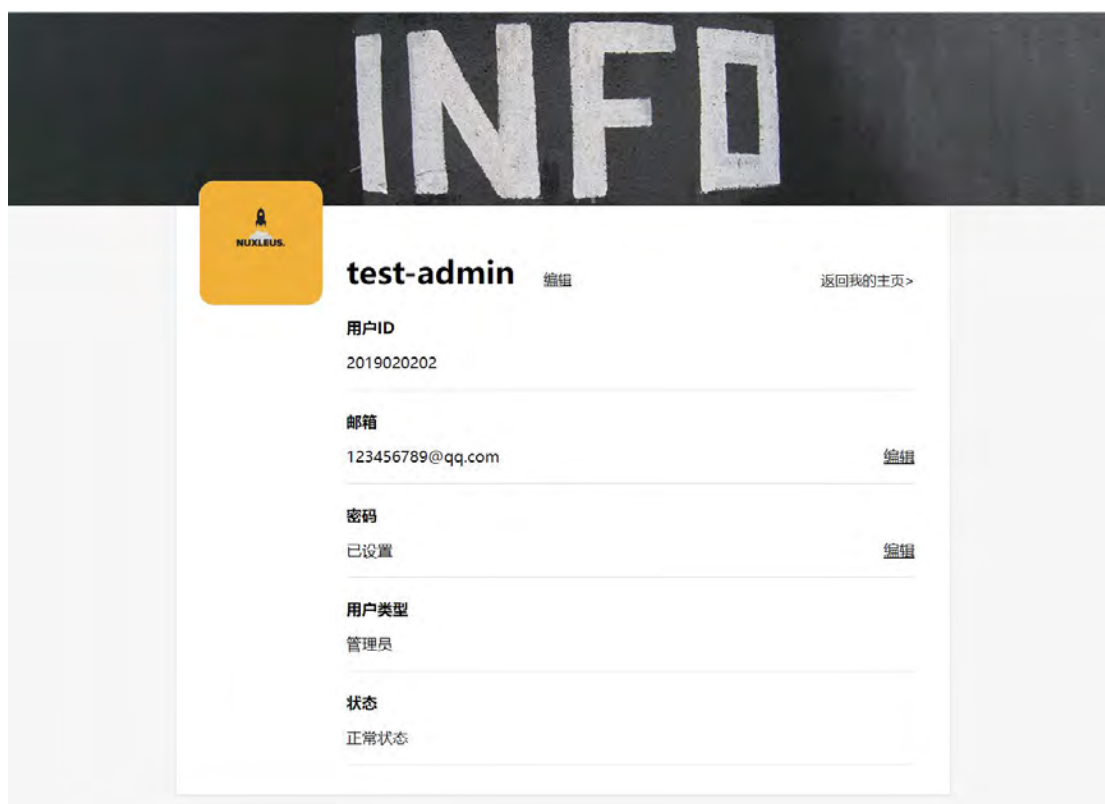 INFO
NUXLEUS.
test-admin 编辑 返回我的主页>
用户ID
2019020202
邮箱
123456789@qq.com 编辑
密码
已设置 编辑
用户类型
管理员
状态
正常状态